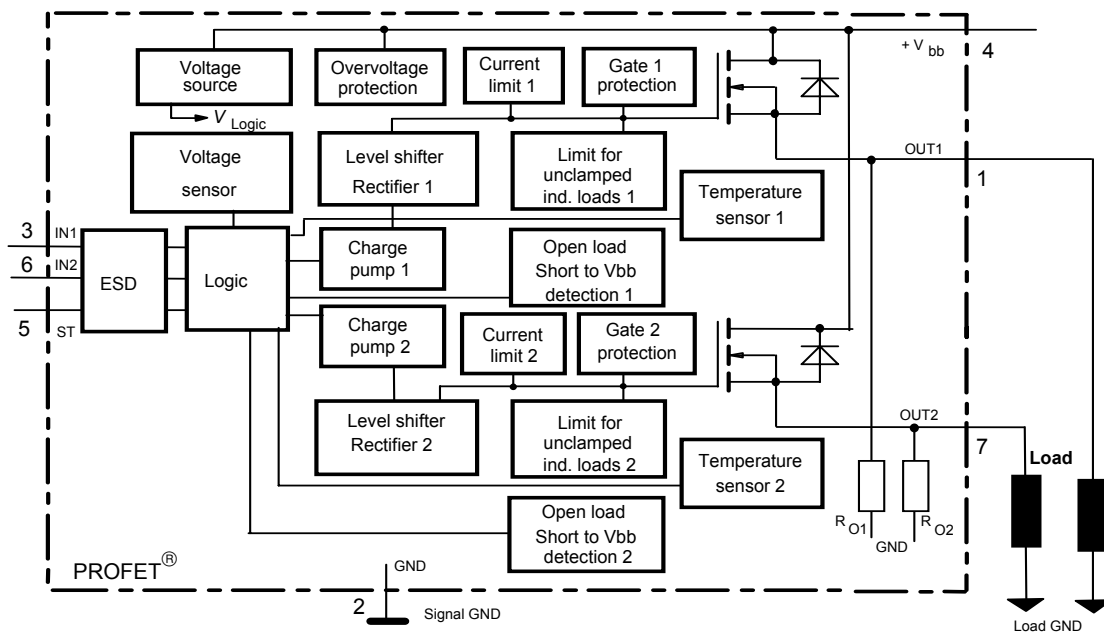 + V bb
4
Voltage
source
Overvoltage
protection
Current
limit 1
Gate 1
protection
V Logic
Voltage
sensor
Level shifter
Rectifier 1
Limit for
unclamped
ind. loads 1
OUT1
1
Temperature
sensor 1
3
IN1
6
IN2
5
ST
ESD
Logic
Charge
pump 1
Open load
Short to Vbb
detection 1
Charge
pump 2
Current
limit 2
Gate 2
protection
Level shifter
Rectifier 2
Limit for
unclamped
ind. loads 2
OUT2
7
Load
Temperature
sensor 2
R O1
GND
R O2
Open load
Short to Vbb
detection 2
PROFET®
GND
2
Signal GND
Load GND